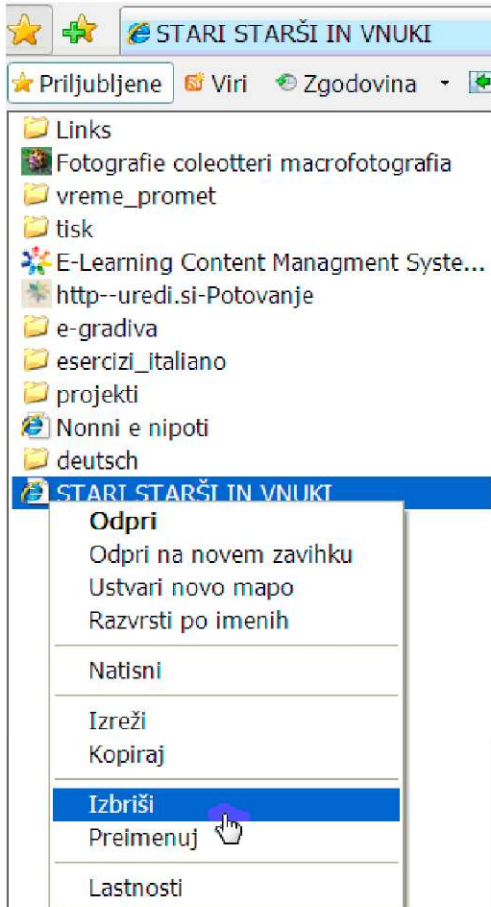 STARI STARŠI IN VNUKI
Priljubljene Viri Zgodovina
Links
Fotografie coleotteri macrofotografia
vreme_promet
tisk
E-Learning Content Managment Syste...
http--uredi.si-Potovanje
e-gradiva
esercizi_italiano
projekti
Nonni e nipoti
deutsch
STARI STARŠI IN VNUKI
Odpri
Odpri na novem zavihku
Ustvari novo mapo
Razvrsti po imenih
Natisni
Izreži
Kopiraj
Izbriši
Preimenuj
Lastnosti